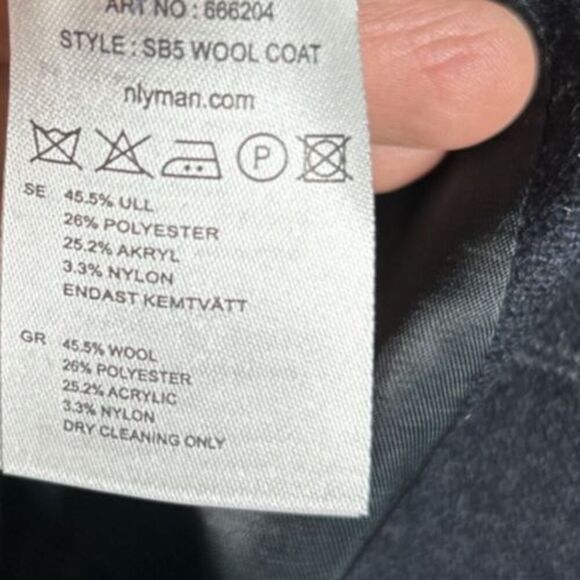 ART NO : 666204
STYLE : SB5 WOOL COAT
nlyman.com
P
SE 45.5% ULL
26% POLYESTER
25.2% AKRYL
3.3% NYLON
ENDAST KEMTVÄTT
GR 45.5% WOOL
26% POLYESTER
25.2% ACRYLIC
3.3% NYLON
DRY CLEANING ONLY